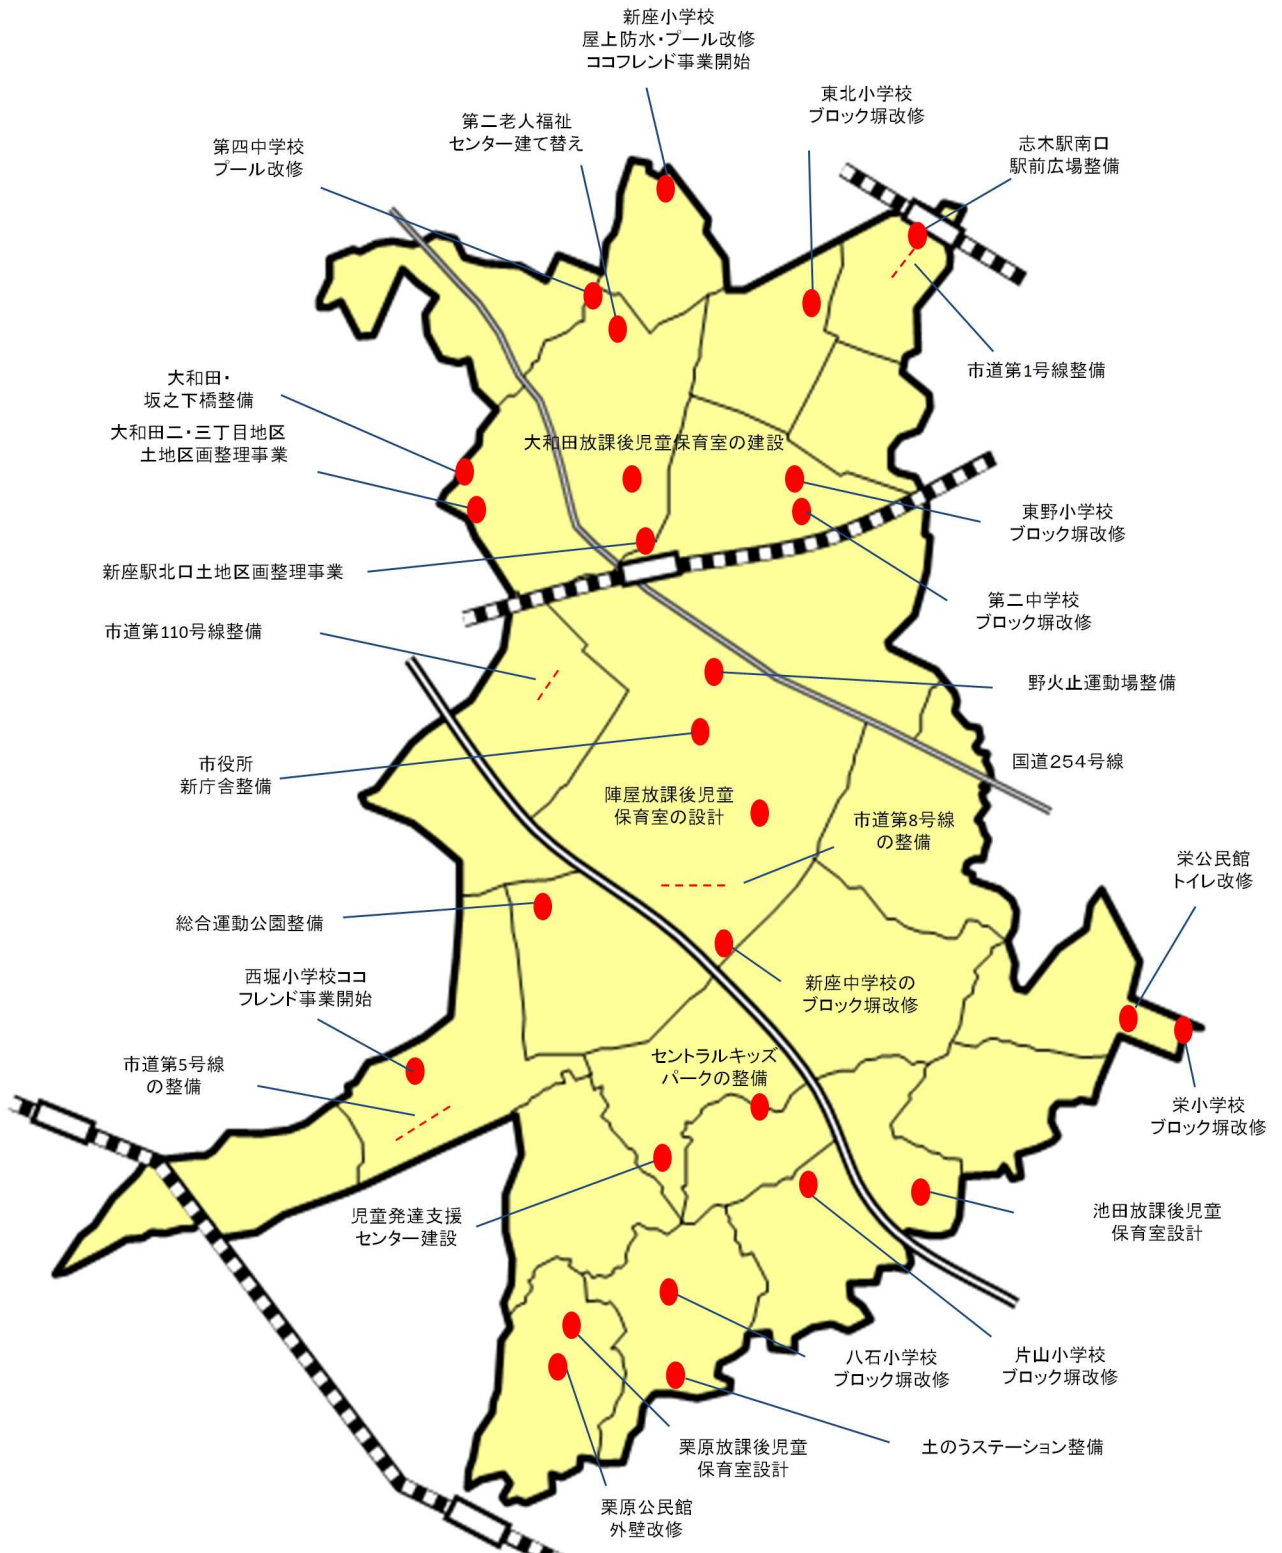 新座小学校
屋上防水・プール改修
ココフレンド事業開始
東北小学校
ブロック塀改修
第二老人福祉
センター建て替え
志木駅南口
駅前広場整備
第四中学校
プール改修
市道第1号線整備
大和田・
坂之下橋整備
大和田二・三丁目地区
土地区画整理事業
大和田放課後児童保育室の建設
東野小学校
ブロック塀改修
新座駅北口土地区画整理事業
第二中学校
ブロック塀改修
市道第110号線整備
野火止運動場整備
市役所
新庁舎整備
国道254号線
陣屋放課後児童
保育室の設計
市道第8号線
の整備
栄公民館
トイレ改修
総合運動公園整備
西堀小学校ココ
フレンド事業開始
新座中学校の
ブロック塀改修
市道第5号線
の整備
セントラルキッズ
パークの整備
栄小学校
ブロック塀改修
児童発達支援
センター建設
池田放課後児童
保育室設計
八石小学校
ブロック塀改修
片山小学校
ブロック塀改修
栗原放課後児童
保育室設計
土のうステーション整備
栗原公民館
外壁改修